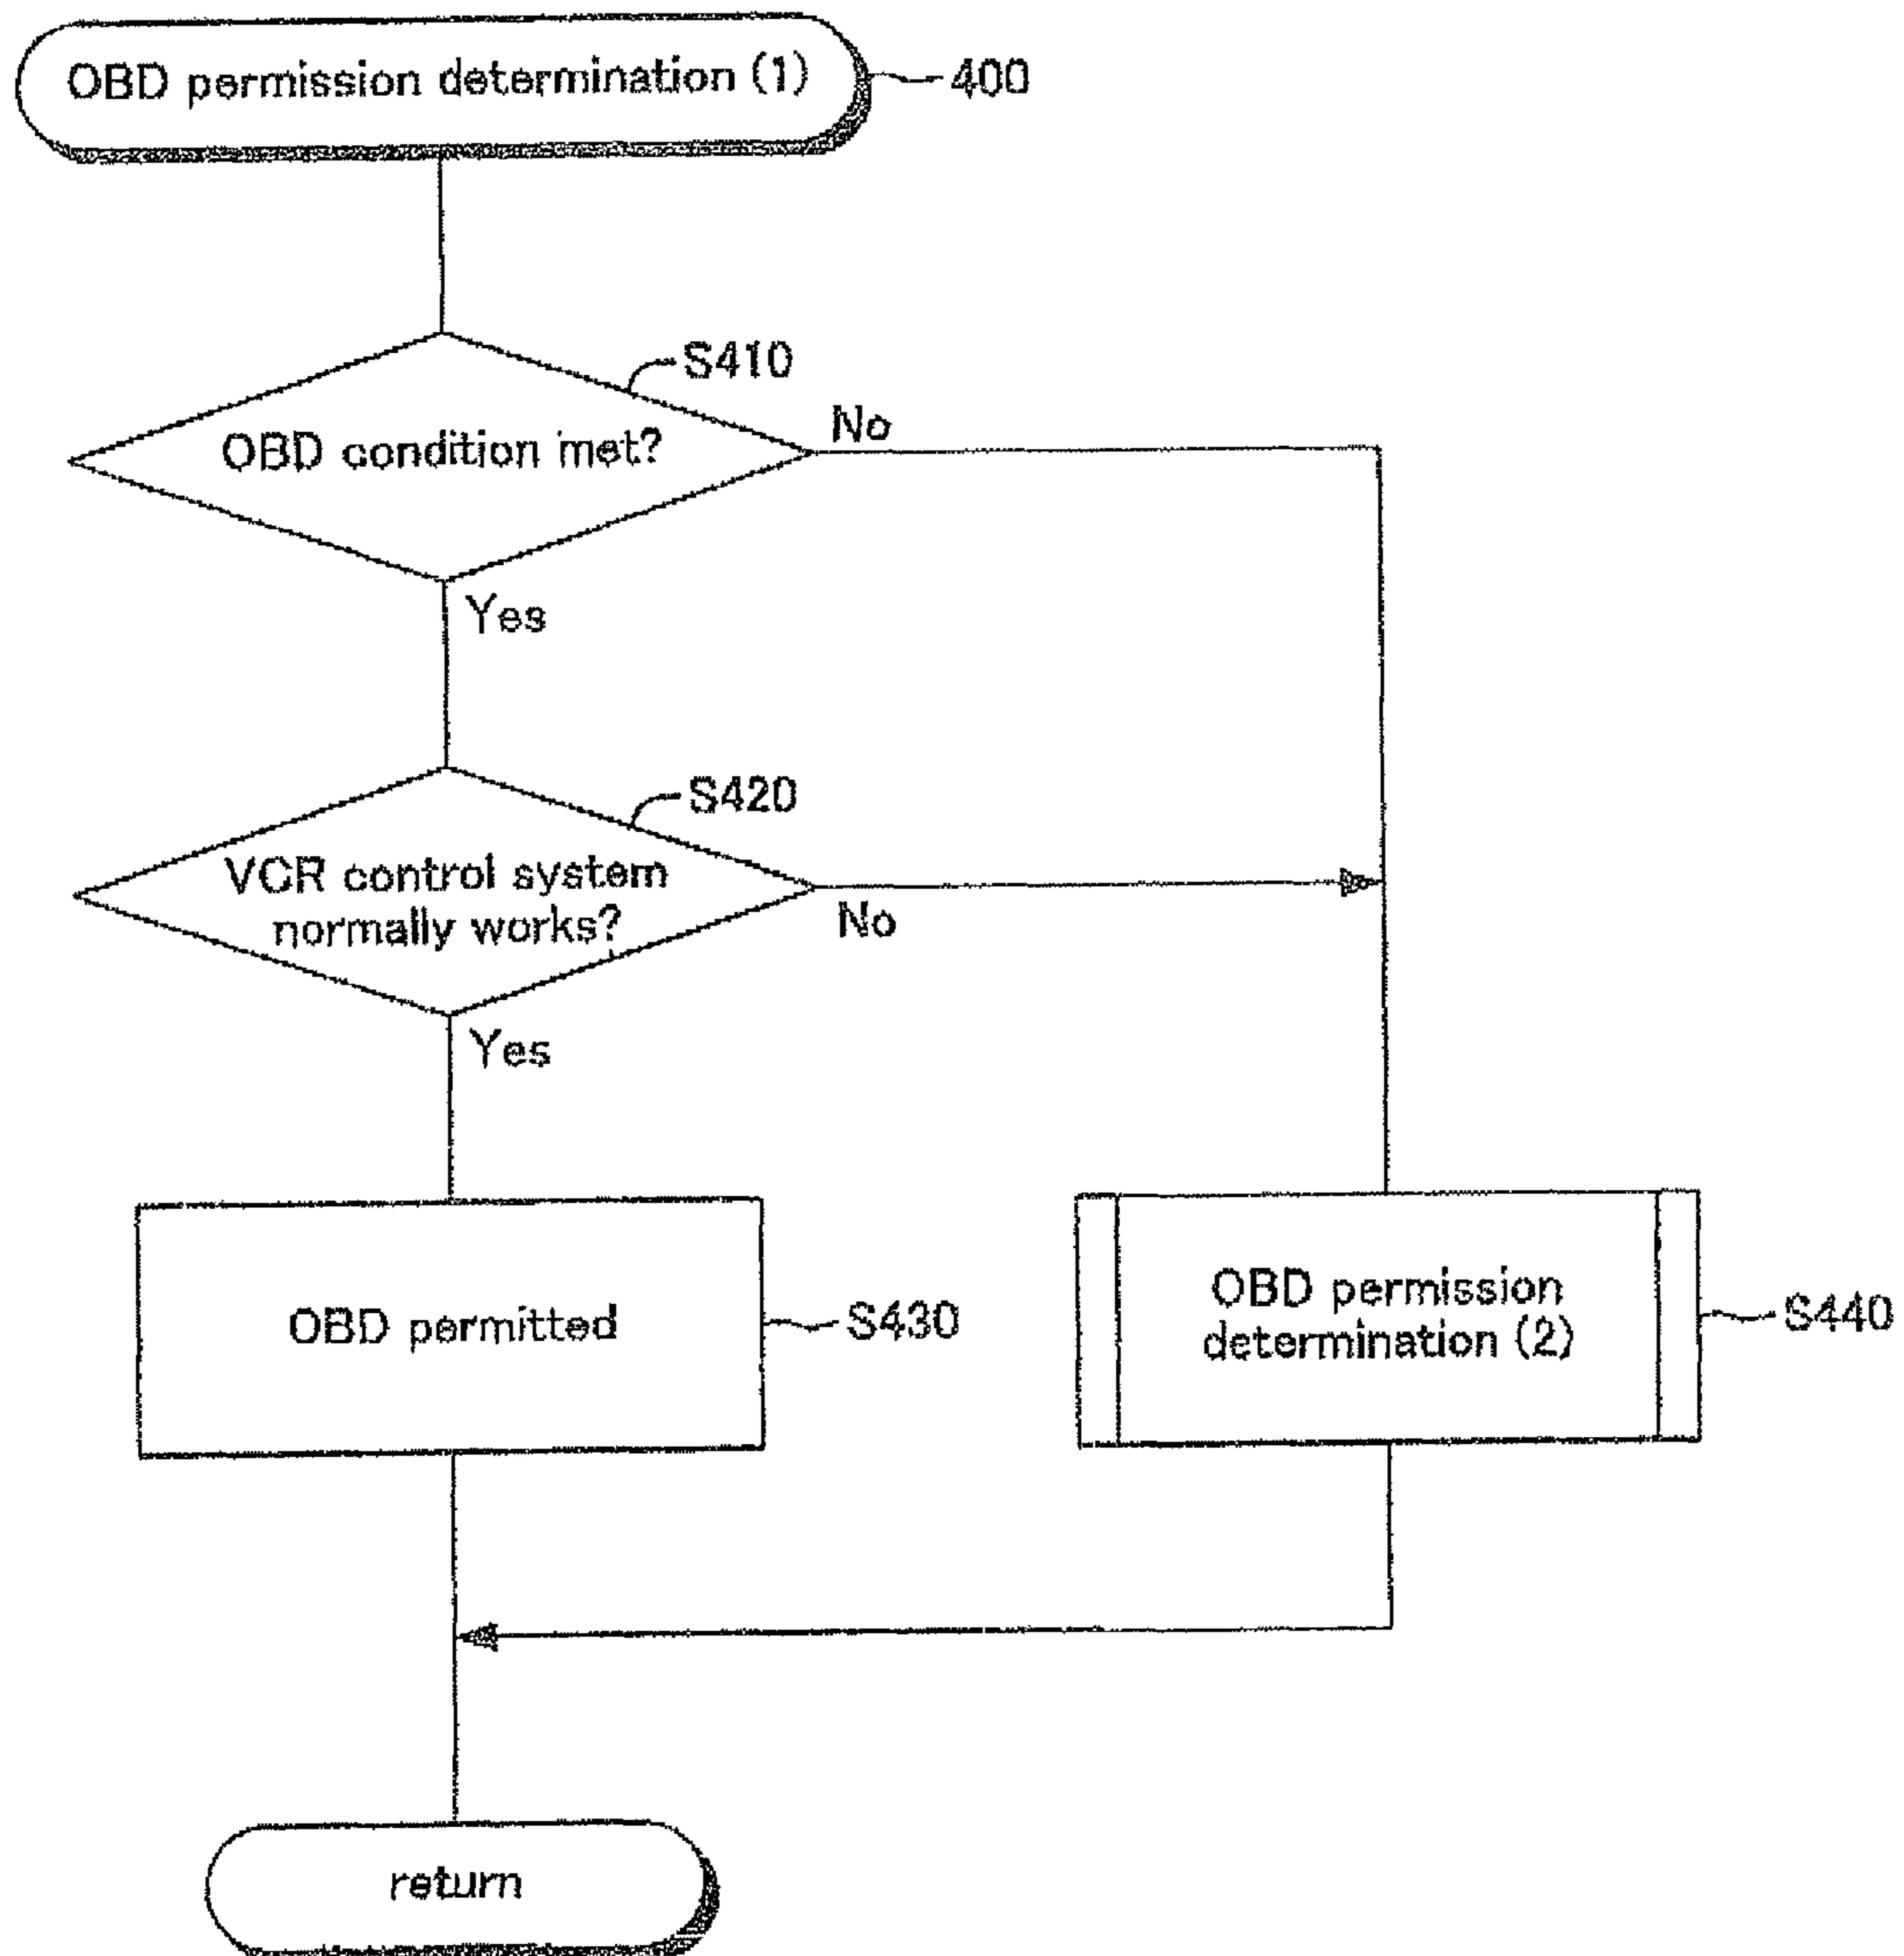 OBD permission determination (1)
400
S410
OBD condition met?
No
Yes
S420
VCR control system
normally works?
No
Yes
OBD permitted
S430
OBD permission
determination (2)
S440
return